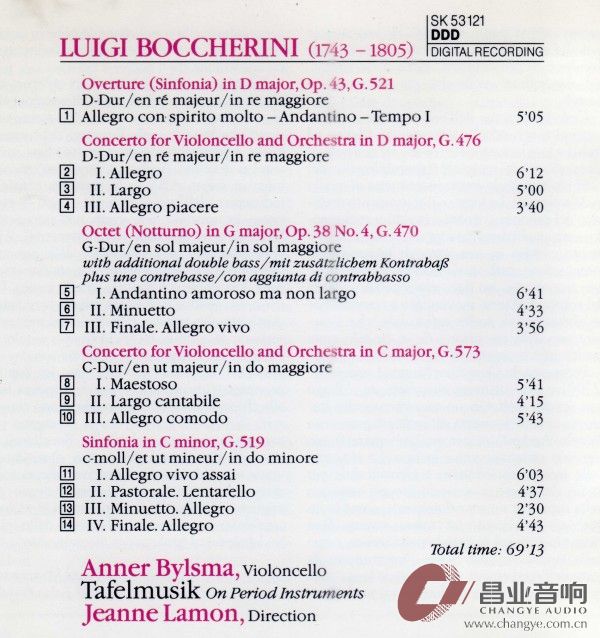 SK 53121
DDD
DIGITAL RECORDING
LUIGI BOCCHERINI (1743 – 1805)
Overture (Sinfonia) in D major, Op. 43, G. 521
D-Dur/en ré majeur/in re maggiore
1 Allegro con spirito molto – Andantino – Tempo I 5'05
Concerto for Violoncello and Orchestra in D major, G. 476
D-Dur/en ré majeur/in re maggiore
2 I. Allegro 6'12
3 II. Largo 5'00
4 III. Allegro piacere 3'40
Octet (Notturno) in G major, Op. 38 No. 4, G. 470
G-Dur/en sol majeur/in sol maggiore
with additional double bass/mit zusätzlichem Kontrabaß
plus une contrebasse/con aggiunta di contrabbasso
5 I. Andantino amoroso ma non largo 6'41
6 II. Minuetto 4'33
7 III. Finale. Allegro vivo 3'56
Concerto for Violoncello and Orchestra in C major, G. 573
C-Dur/en ut majeur/in do maggiore
8 I. Maestoso 5'41
9 II. Largo cantabile 4'15
10 III. Allegro comodo 5'43
Sinfonia in C minor, G. 519
c-moll/et ut mineur/in do minore
11 I. Allegro vivo assai 6'03
12 II. Pastorale. Lentarello 4'37
13 III. Minuetto. Allegro 2'30
14 IV. Finale. Allegro 4'43
Total time: 69'13
Anner Bylsma, Violoncello
Tafelmusik On Period Instruments
Jeanne Lamon, Direction
昌业音响
CHANGYE AUDIO
www.changye.com.cn